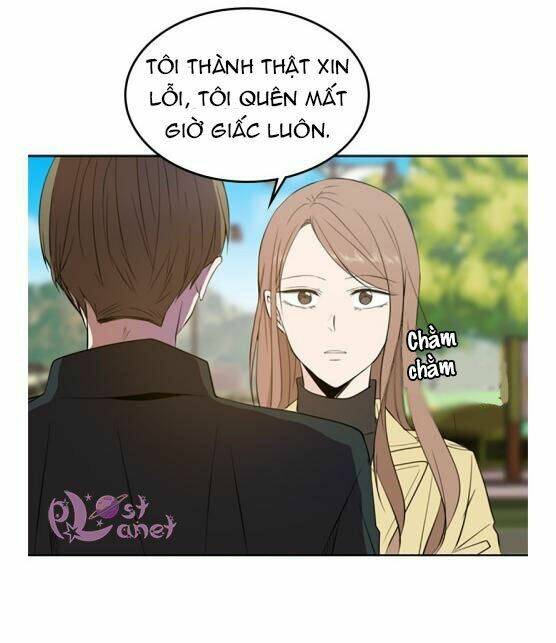 TÔI THÀNH THẬT XIN
LỖI, TÔI QUÊN MẤT
GIỜ GIẤC LUÔN.
Chằm
chằm
Lost
Planet